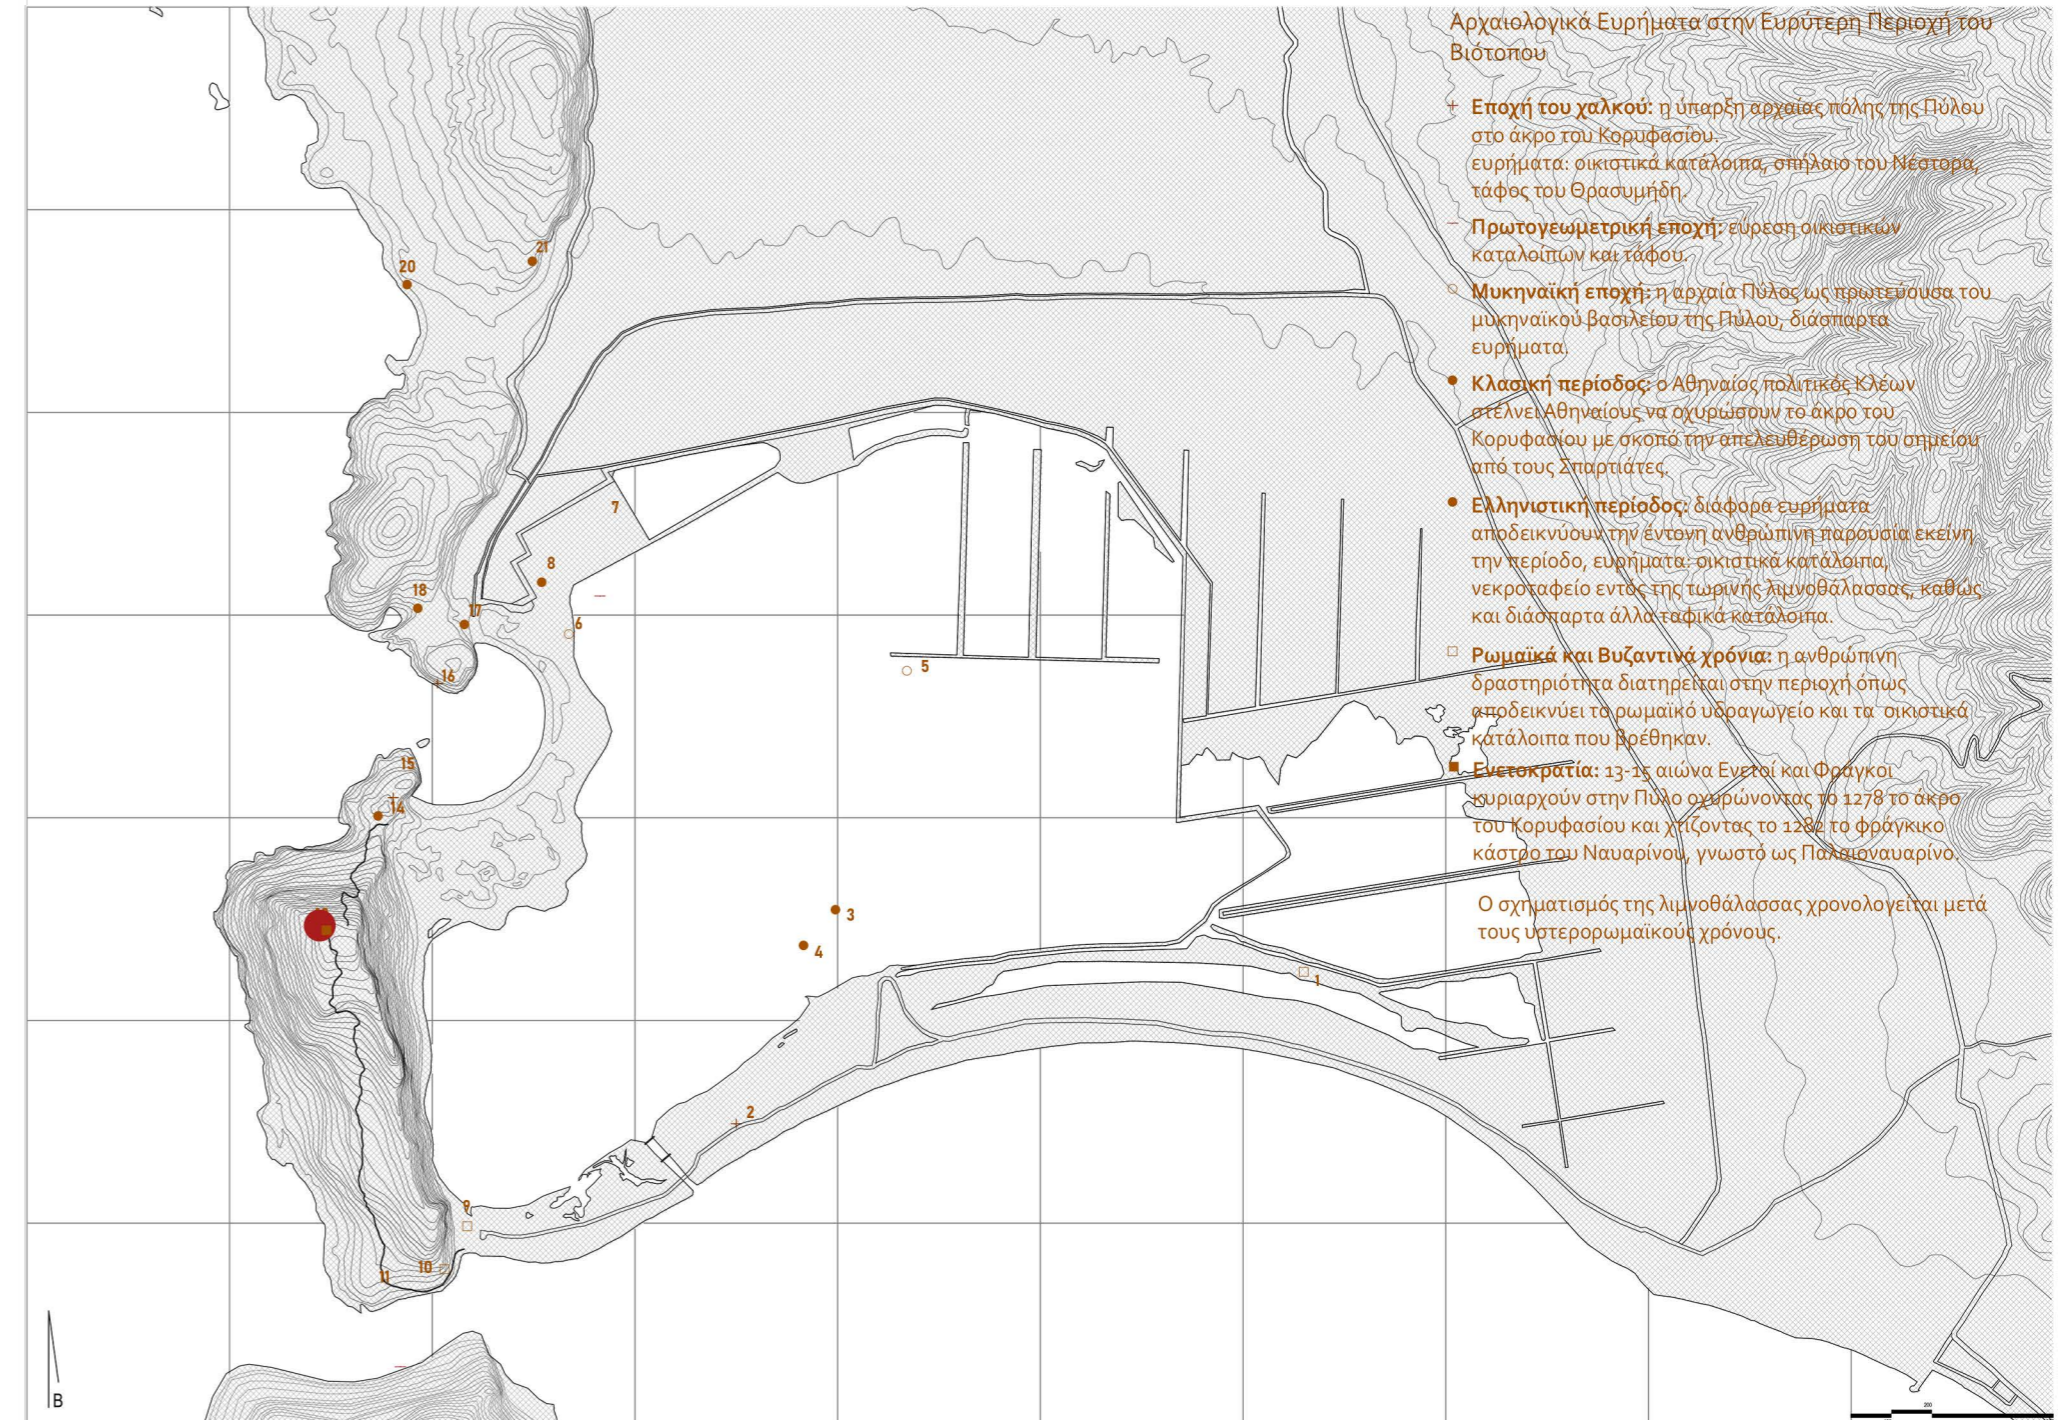 Αρχαιολογικά Ευρήματα στην Ευρύτερη Περιοχή του
Βιότοπου
+ Εποχή του χαλκού: η ύπαρξη αρχαίας πόλης της Πύλου
στο άκρο του Κορυφασίου.
ευρήματα: οικιστικά κατάλοιπα, σπήλαιο του Νέστορα,
τάφος του Θρασυμήδη.
– Πρωτογεωμετρική εποχή: εύρεση οικιστικών
καταλοίπων και τάφου.
○ Μυκηναϊκή εποχή: η αρχαία Πύλος ως πρωτεύουσα του
μυκηναϊκού βασιλείου της Πύλου, διάσπαρτα
ευρήματα.
● Κλασική περίοδος: ο Αθηναίος πολιτικός Κλέων
στέλνει Αθηναίους να οχυρώσουν το άκρο του
Κορυφασίου με σκοπό την απελευθέρωση του σημείου
από τους Σπαρτιάτες.
● Ελληνιστική περίοδος: διάφορα ευρήματα
αποδεικνύουν την έντονη ανθρώπινη παρουσία εκείνη
την περίοδο, ευρήματα: οικιστικά κατάλοιπα,
νεκροταφείο εντός της τωρινής λιμνοθάλασσας, καθώς
και διάσπαρτα άλλα ταφικά κατάλοιπα.
□ Ρωμαϊκά και Βυζαντινά χρόνια: η ανθρώπινη
δραστηριότητα διατηρείται στην περιοχή όπως
αποδεικνύει το ρωμαϊκό υδραγωγείο και τα οικιστικά
κατάλοιπα που βρέθηκαν.
■ Ενετοκρατία: 13-15 αιώνα Ενετοί και Φράγκοι
κυριαρχούν στην Πύλο οχυρώνοντας το 1278 το άκρο
του Κορυφασίου και χτίζοντας το 1282 το φράγκικο
κάστρο του Ναυαρίνου, γνωστό ως Παλαιοναυαρίνο.
Ο σχηματισμός της λιμνοθάλασσας χρονολογείται μετά
τους υστερορωμαϊκούς χρόνους.
21
20
7
8
18
17
6
5
16
15
14
3
4
1
2
9
10
11
B
200